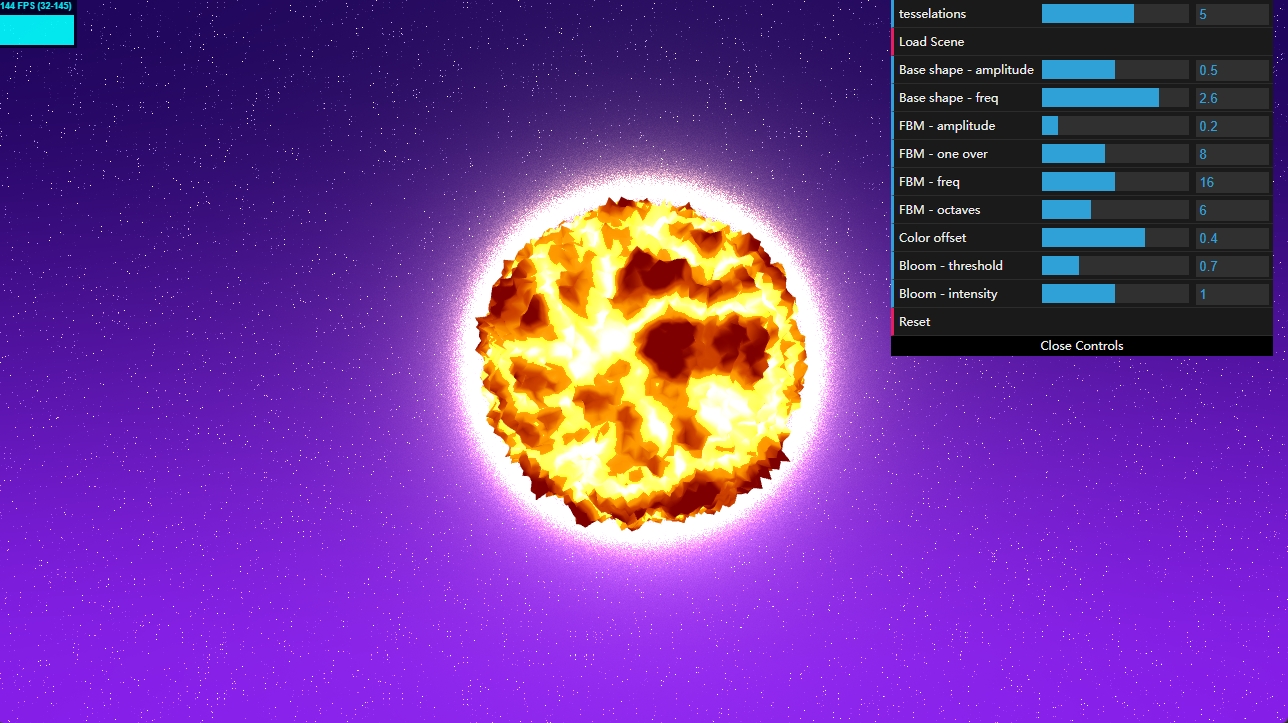 144 FPS (32-145)
tesselations 5
Load Scene
Base shape - amplitude 0.5
Base shape - freq 2.6
FBM - amplitude 0.2
FBM - one over 8
FBM - freq 16
FBM - octaves 6
Color offset 0.4
Bloom - threshold 0.7
Bloom - intensity 1
Reset
Close Controls